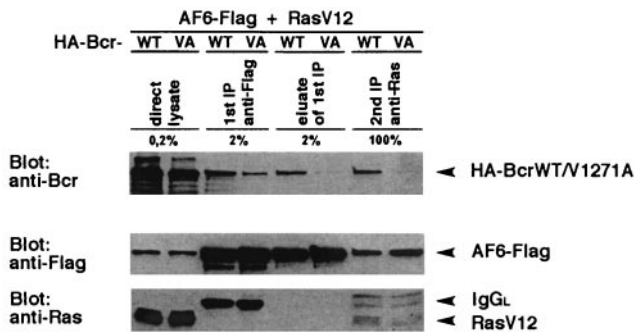 AF6-Flag + RasV12
HA-Bcr- WT VA WT VA WT VA WT VA
direct lysate
1st IP anti-Flag
eluate of 1st IP
2nd IP anti-Ras
0,2% 2% 2% 100%
Blot: anti-Bcr
HA-BcrWT/V1271A
Blot: anti-Flag
AF6-Flag
Blot: anti-Ras
IgGL
RasV12